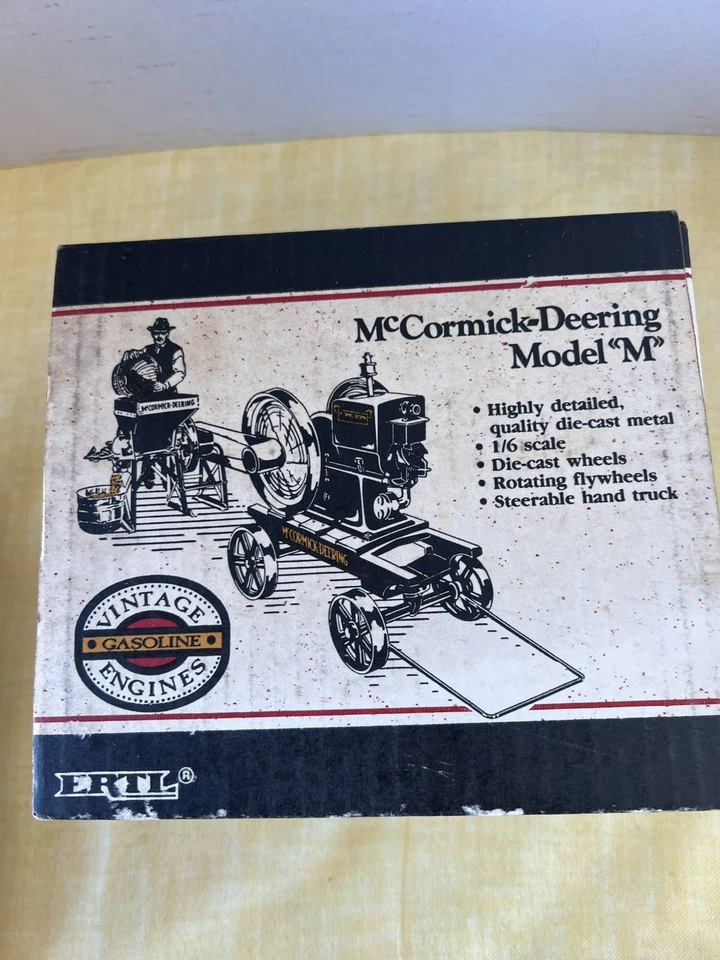 McCormick-Deering
Model "M"
• Highly detailed,
quality die-cast metal
• 1/6 scale
• Die-cast wheels
• Rotating flywheels
• Steerable hand truck
McCORMICK-DEERING
McCORMICK-DEERING
VINTAGE
• GASOLINE •
ENGINES
ERTL®